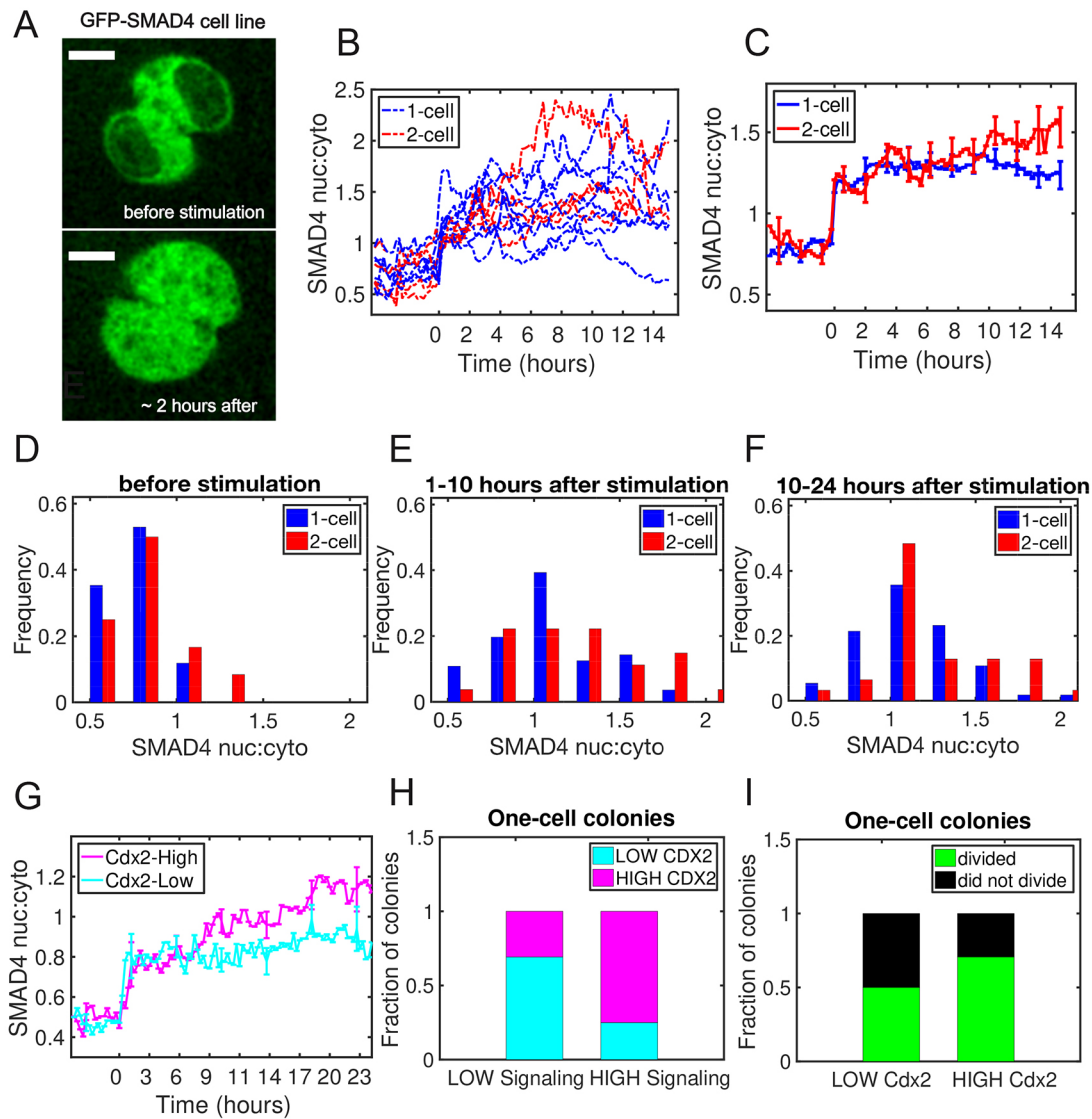 A
GFP-SMAD4 cell line
before stimulation
E
~ 2 hours after
B
1-cell
2-cell
SMAD4 nuc:cyto
2.5
2
1.5
1
0.5
0 2 4 6 8 10 12 14
Time (hours)
C
1-cell
2-cell
SMAD4 nuc:cyto
1.5
1
0.5
0 2 4 6 8 10 12 14
Time (hours)
D
before stimulation
1-cell
2-cell
Frequency
0.6
0.4
0.2
0
0.5 1 1.5 2
SMAD4 nuc:cyto
E
1-10 hours after stimulation
1-cell
2-cell
Frequency
0.6
0.4
0.2
0
0.5 1 1.5 2
SMAD4 nuc:cyto
F
10-24 hours after stimulation
1-cell
2-cell
Frequency
0.6
0.4
0.2
0
0.5 1 1.5 2
SMAD4 nuc:cyto
G
Cdx2-High
Cdx2-Low
SMAD4 nuc:cyto
1.2
1
0.8
0.6
0.4
0 3 6 9 11 14 17 20 23
Time (hours)
H
One-cell colonies
LOW CDX2
HIGH CDX2
Fraction of colonies
1.5
1
0.5
0
LOW Signaling HIGH Signaling
I
One-cell colonies
divided
did not divide
Fraction of colonies
1.5
1
0.5
0
LOW Cdx2 HIGH Cdx2